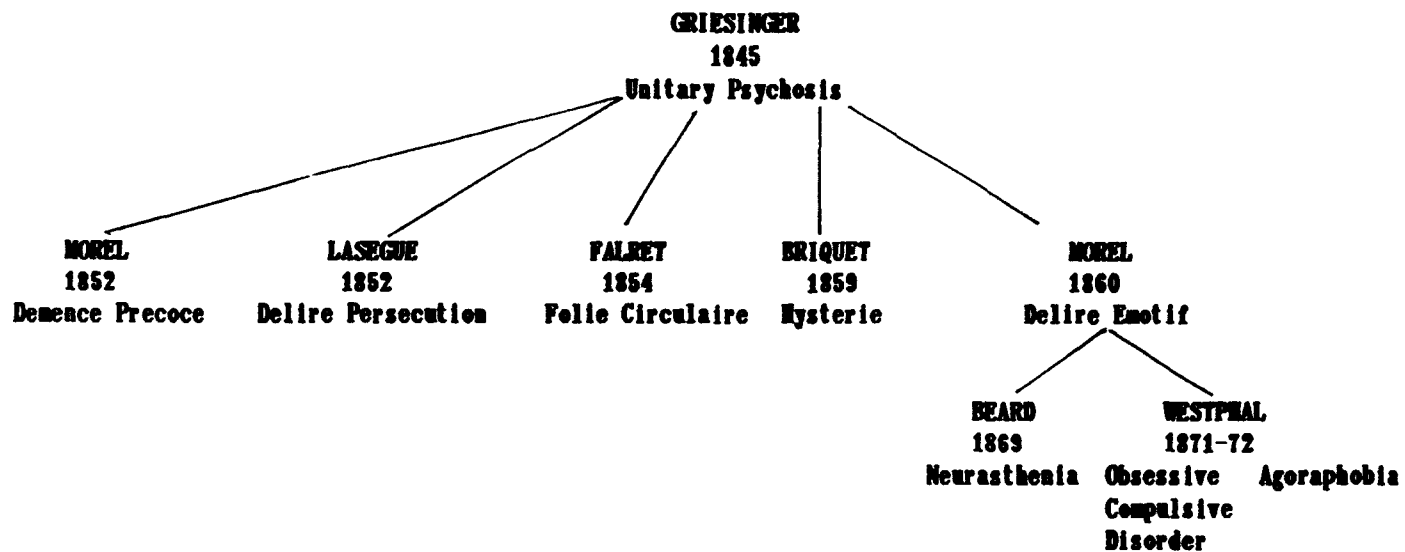 GRIESINGER
1845
Unitary Psychosis
MOREL
1852
Demence Precoce
LASEGUE
1852
Delire Persecution
FALRET
1854
Folie Circulaire
BRIQUET
1859
Hysterie
MOREL
1860
Delire Emotif
BEARD
1869
Neurasthenia
WESTPHAL
1871-72
Obsessive Agoraphobia
Compulsive
Disorder